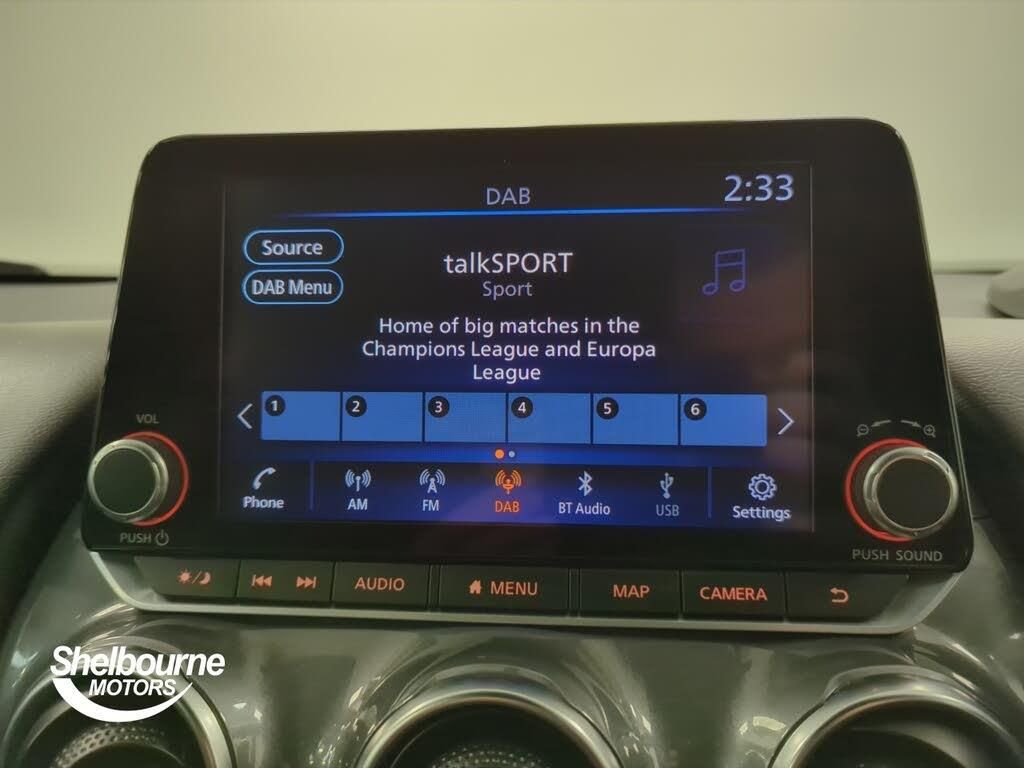 DAB
2:33
Source
DAB Menu
talkSPORT
Sport
Home of big matches in the
Champions League and Europa
League
1 2 3 4 5 6
Phone AM FM DAB BT Audio USB Settings
VOL
PUSH
PUSH SOUND
AUDIO MENU MAP CAMERA
Shelbourne
MOTORS